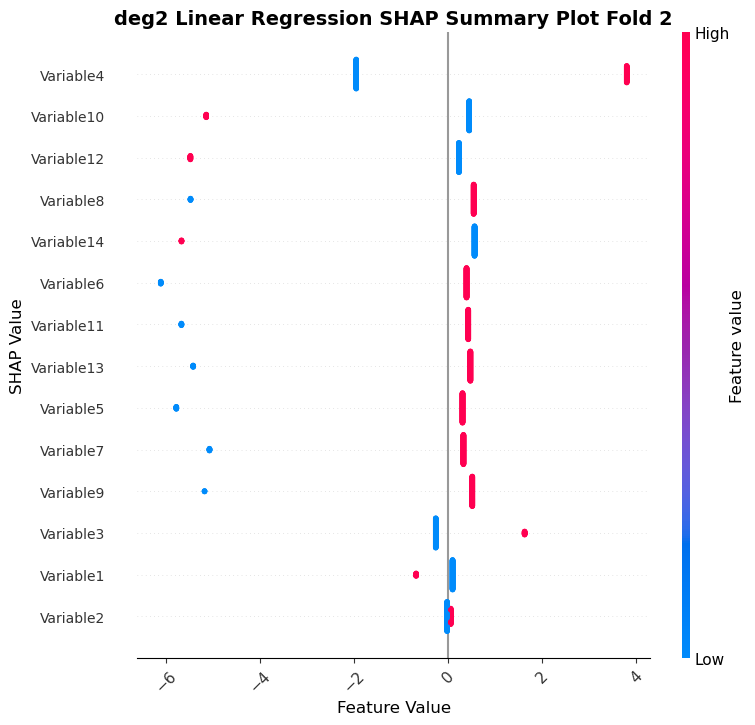 deg2 Linear Regression SHAP Summary Plot Fold 2
High
Variable4
Variable10
Variable12
Variable8
Variable14
Variable6
Variable11
Variable13
Variable5
Variable7
Variable9
Variable3
Variable1
Variable2
SHAP Value
Feature value
Low
−6
−4
−2
0
2
4
Feature Value